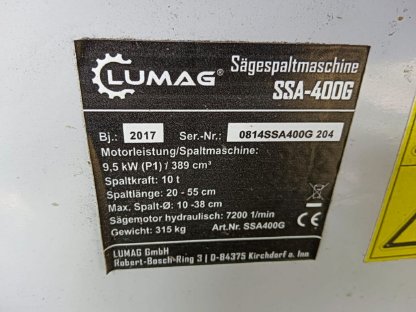 LUMAG®
Sägespaltmaschine
SSA-400G
Bj.: 2017 Ser.-Nr.: 0814SSA400G 204
Motorleistung/Spaltmaschine:
9,5 kW (P1) / 389 cm³
Spaltkraft: 10 t
Spaltlänge: 20 - 55 cm
Max. Spalt-Ø: 10 -38 cm
Sägemotor hydraulisch: 7200 1/min
Gewicht: 315 kg Art.Nr. SSA400G
CE
LUMAG GmbH
Robert-Bosch-Ring 3 | D-84375 Kirchdorf a. Inn